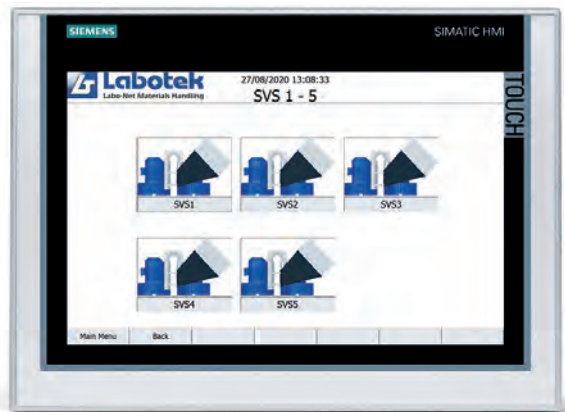 SIEMENS
SIMATIC HMI
TOUCH
Labotek
Labo-Net Materials Handling
27/08/2020 13:08:33
SVS 1 - 5
SVS1
SVS2
SVS3
SVS4
SVS5
Main Menu
Back